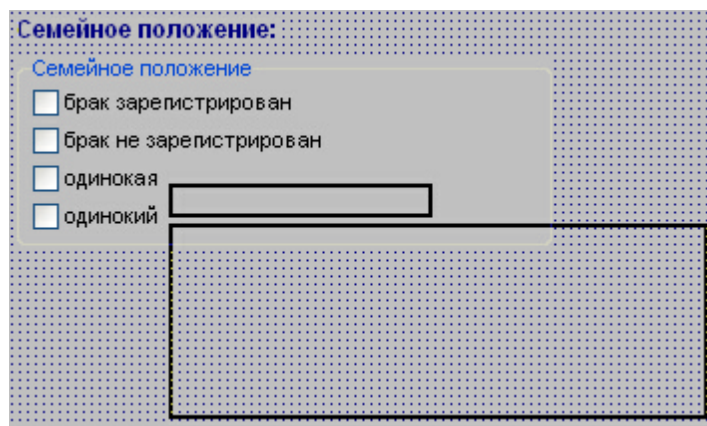 Семейное положение:
Семейное положение
брак зарегистрирован
брак не зарегистрирован
одинокая
одинокий